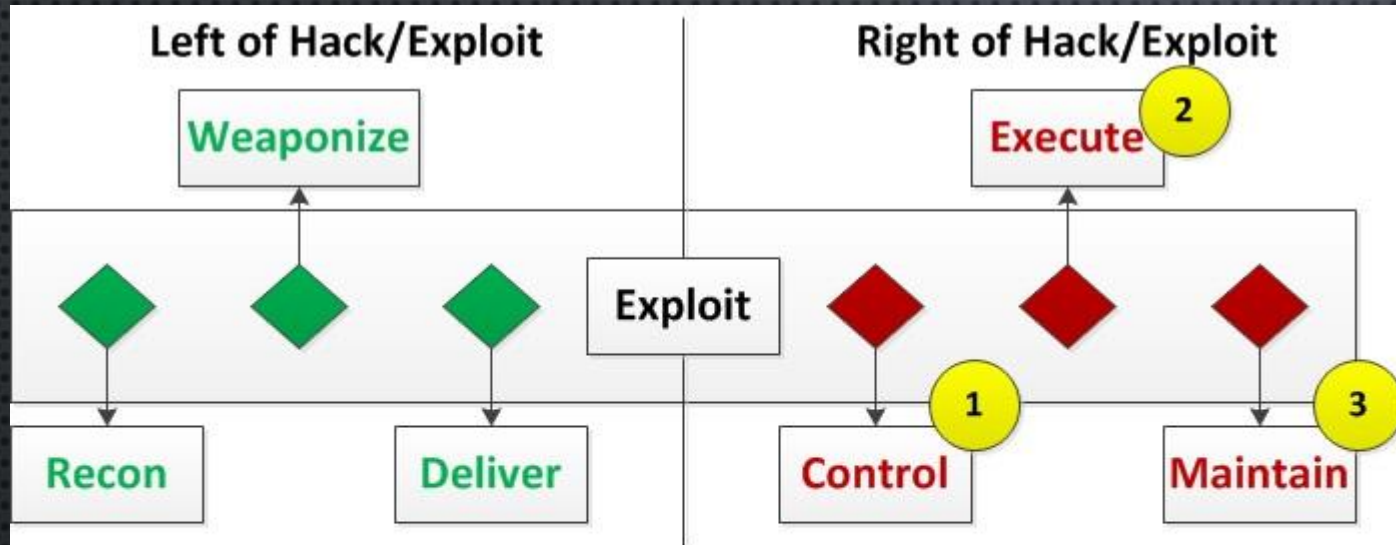 Left of Hack/Exploit
Right of Hack/Exploit
Weaponize
Execute
2
Exploit
1
3
Recon
Deliver
Control
Maintain